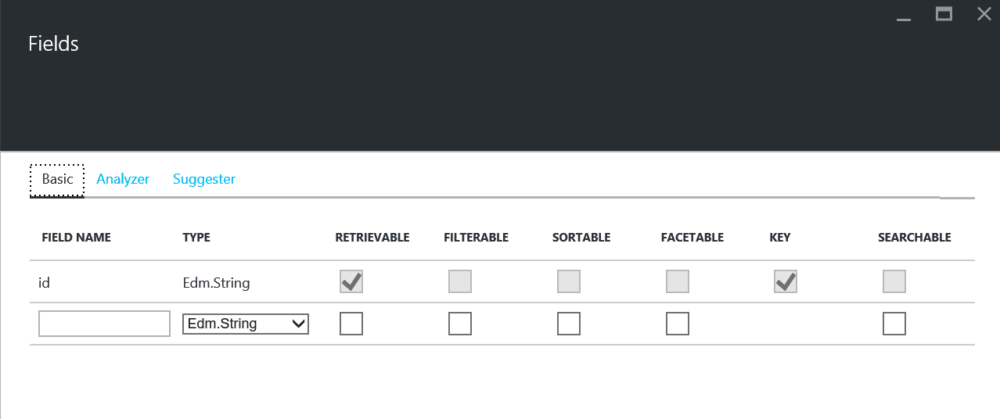 Fields
Basic Analyzer Suggester
FIELD NAME TYPE RETRIEVABLE FILTERABLE SORTABLE FACETABLE KEY SEARCHABLE
id Edm.String
Edm.String